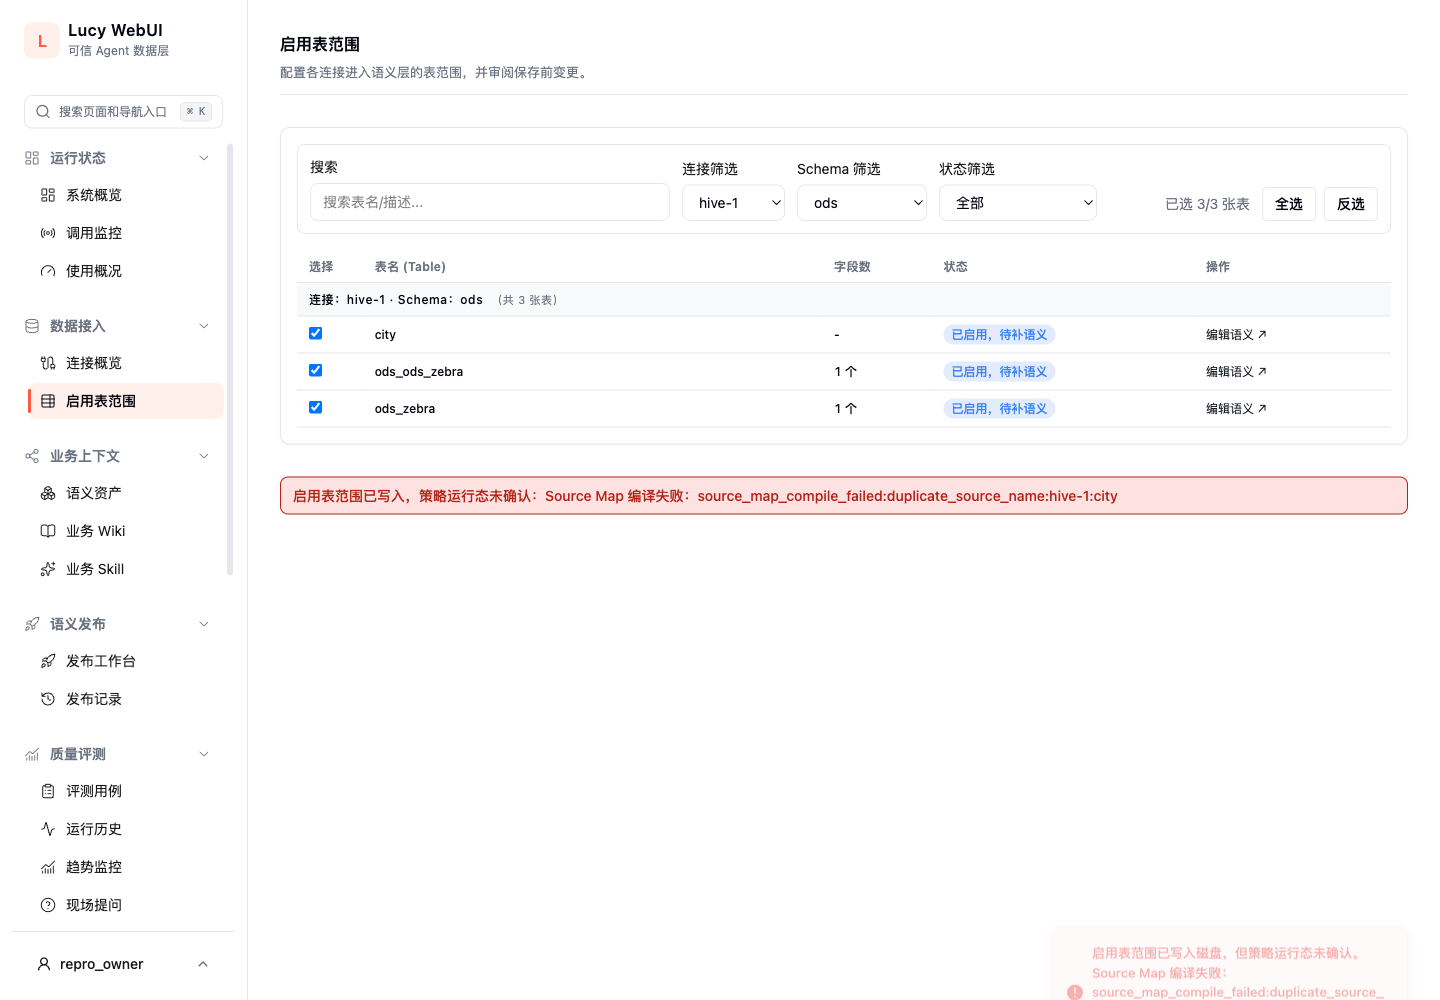 L
Lucy WebUI
可信 Agent 数据层
搜索页面和导航入口 ⌘ K
运行状态
系统概览
调用监控
使用概况
数据接入
连接概览
启用表范围
业务上下文
语义资产
业务 Wiki
业务 Skill
语义发布
发布工作台
发布记录
质量评测
评测用例
运行历史
趋势监控
现场提问
repro_owner
启用表范围
配置各连接进入语义层的表范围，并审阅保存前变更。
搜索
搜索表名/描述...
连接筛选
hive-1
Schema 筛选
ods
状态筛选
全部
已选 3/3 张表
全选
反选
选择 表名 (Table) 字段数 状态 操作
连接：hive-1 · Schema：ods （共 3 张表）
city - 已启用，待补语义 编辑语义 ↗
ods_ods_zebra 1 个 已启用，待补语义 编辑语义 ↗
ods_zebra 1 个 已启用，待补语义 编辑语义 ↗
启用表范围已写入，策略运行态未确认：Source Map 编译失败：source_map_compile_failed:duplicate_source_name:hive-1:city
启用表范围已写入磁盘，但策略运行态未确认。
Source Map 编译失败：
source_map_compile_failed:duplicate_source_